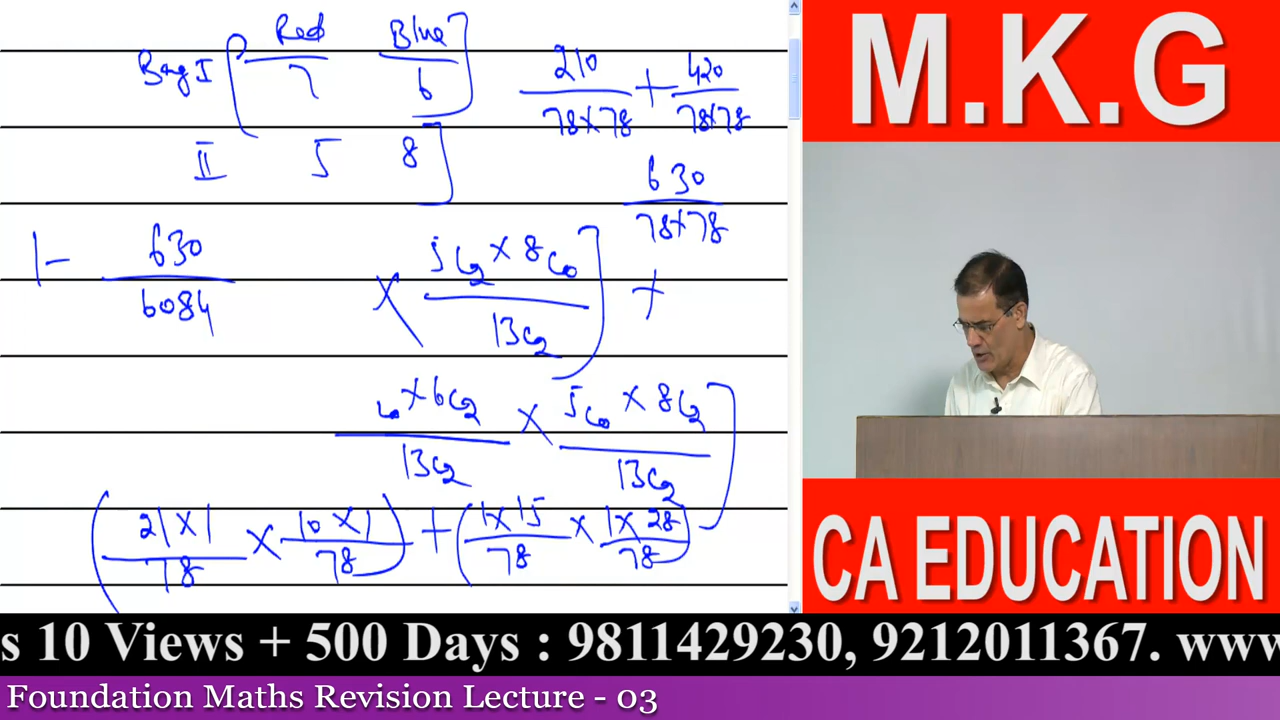 Red Blue
Bag I 7 6
II 5 8
210/78×78 + 420/78×78
630/78×78
1 - 630/6084
× 5C2 × 8C0 / 13C2 +
× 6C2 / 13C2 × 5C0 × 8C2 / 13C2
(21×1/78 × 10×1/78) + (1×15/78 × 1×28/78)
M.K.G
CA EDUCATION
s 10 Views + 500 Days : 9811429230, 9212011367. www
Foundation Maths Revision Lecture - 03